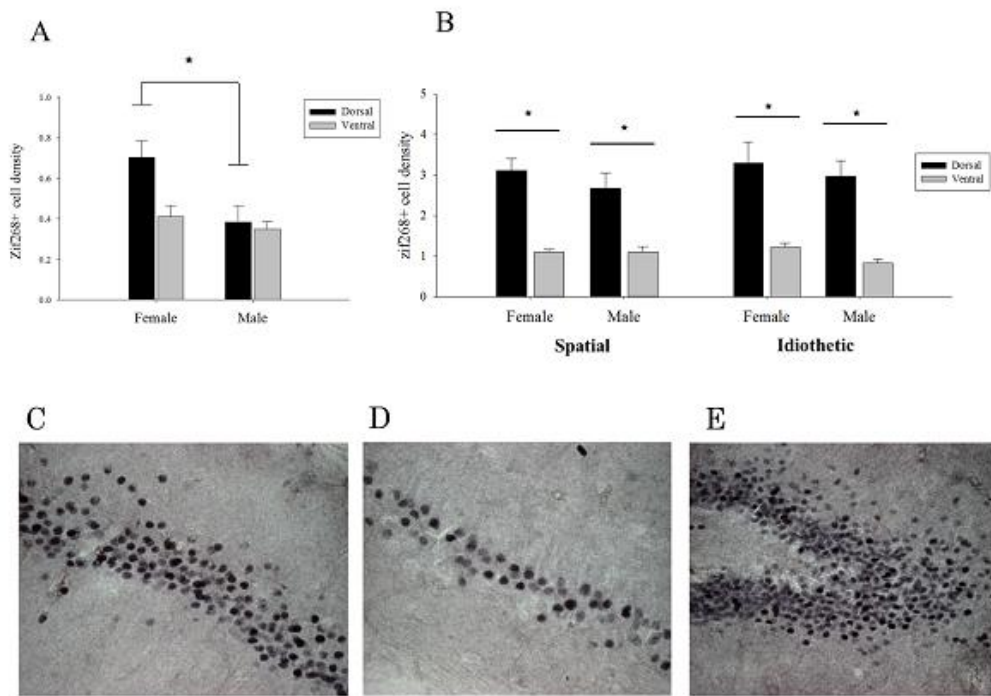 A
*
Zif268+ cell density
1.0
0.8
0.6
0.4
0.2
0.0
Female
Male
Dorsal
Ventral
B
*
*
*
*
zif268+ cell density
5
4
3
2
1
0
Female
Male
Female
Male
Spatial
Idiothetic
Dorsal
Ventral
C
D
E